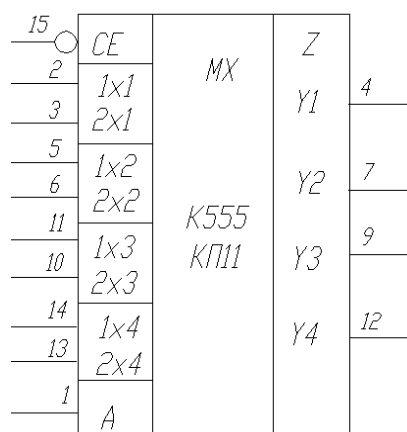 15 CE MX Z
2 1x1 Y1 4
3 2x1
5 1x2 Y2 7
6 2x2
K555
КП11
11 1x3 Y3 9
10 2x3
14 1x4 Y4 12
13 2x4
1 A